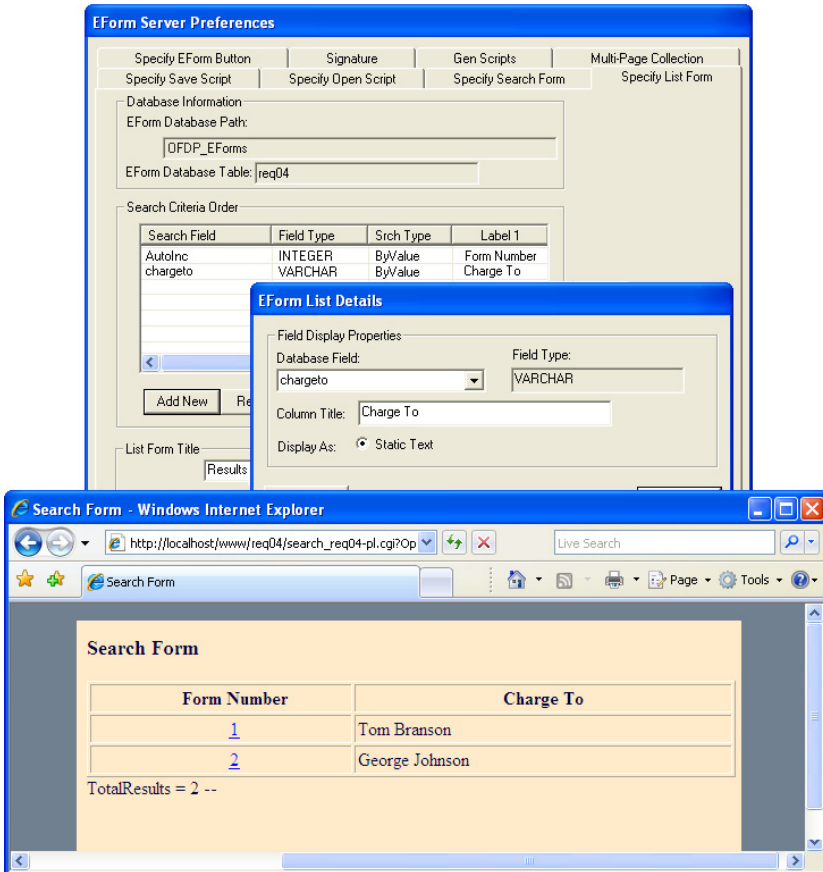 EForm Server Preferences
Specify EForm Button Signature Gen Scripts Multi-Page Collection
Specify Save Script Specify Open Script Specify Search Form Specify List Form
Database Information
EForm Database Path:
OFDP_EForms
EForm Database Table: req04
Search Criteria Order
Search Field Field Type Srch Type Label 1
AutoInc INTEGER ByValue Form Number
chargeto VARCHAR ByValue Charge To
Add New Re
List Form Title
Results
EForm List Details
Field Display Properties
Database Field: Field Type:
chargeto VARCHAR
Column Title: Charge To
Display As: Static Text
Search Form - Windows Internet Explorer
http://localhost/www/req04/search_req04-pl.cgi?Op Live Search
Search Form Page Tools
Search Form
Form Number Charge To
1 Tom Branson
2 George Johnson
TotalResults = 2 --